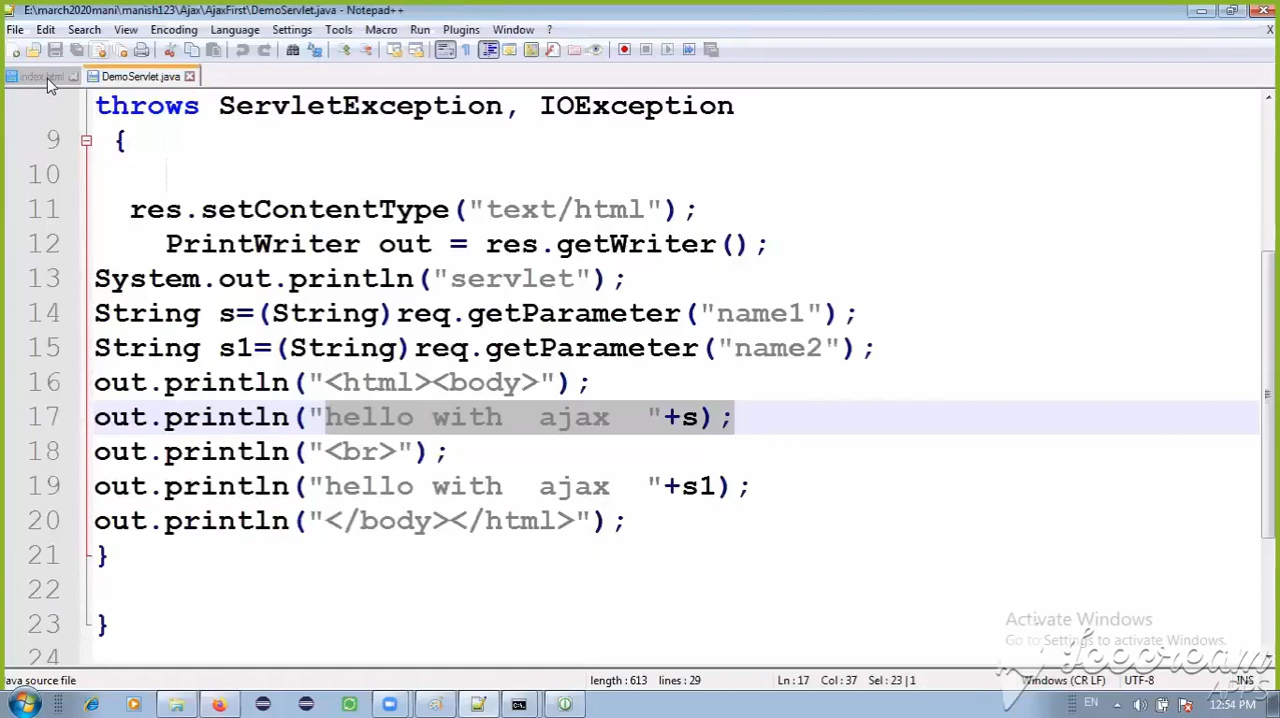 E:\march2020mani\manish123\Ajax\AjaxFirst\DemoServlet.java - Notepad++
File Edit Search View Encoding Language Settings Tools Macro Run Plugins Window ? X
index.html DemoServlet.java
throws ServletException, IOException
9 {
10
11 res.setContentType("text/html");
12 PrintWriter out = res.getWriter();
13 System.out.println("servlet");
14 String s=(String)req.getParameter("name1");
15 String s1=(String)req.getParameter("name2");
16 out.println("<html><body>");
17 out.println("hello with  ajax  "+s);
18 out.println("<br>");
19 out.println("hello with  ajax  "+s1);
20 out.println("</body></html>");
21 }
22
23 }
24
Activate Windows
Go to Settings to activate Windows.
Icecream
APPS
Java source file length : 613 lines : 29 Ln : 17 Col : 37 Sel : 23 | 1 Windows (CR LF) UTF-8 INS
EN 12:54 PM